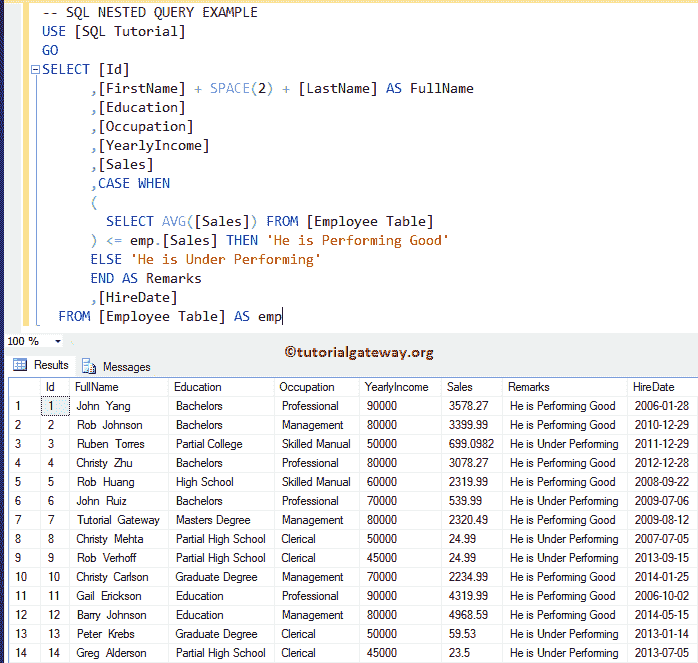 -- SQL NESTED QUERY EXAMPLE
USE [SQL Tutorial]
GO
SELECT [Id]
,[FirstName] + SPACE(2) + [LastName] AS FullName
,[Education]
,[Occupation]
,[YearlyIncome]
,[Sales]
,CASE WHEN
(
SELECT AVG([Sales]) FROM [Employee Table]
) <= emp.[Sales] THEN 'He is Performing Good'
ELSE 'He is Under Performing'
END AS Remarks
,[HireDate]
FROM [Employee Table] AS emp
100 %
©tutorialgateway.org
Results Messages
Id FullName Education Occupation YearlyIncome Sales Remarks HireDate
1 1 John Yang Bachelors Professional 90000 3578.27 He is Performing Good 2006-01-28
2 2 Rob Johnson Bachelors Management 80000 3399.99 He is Performing Good 2010-12-29
3 3 Ruben Torres Partial College Skilled Manual 50000 699.0982 He is Under Performing 2011-12-29
4 4 Christy Zhu Bachelors Professional 80000 3078.27 He is Performing Good 2012-12-28
5 5 Rob Huang High School Skilled Manual 60000 2319.99 He is Performing Good 2008-09-22
6 6 John Ruiz Bachelors Professional 70000 539.99 He is Under Performing 2009-07-06
7 7 Tutorial Gateway Masters Degree Management 80000 2320.49 He is Performing Good 2009-08-12
8 8 Christy Mehta Partial High School Clerical 50000 24.99 He is Under Performing 2007-07-05
9 9 Rob Verhoff Partial High School Clerical 45000 24.99 He is Under Performing 2013-09-15
10 10 Christy Carlson Graduate Degree Management 70000 2234.99 He is Performing Good 2014-01-25
11 11 Gail Erickson Education Professional 90000 4319.99 He is Performing Good 2006-10-02
12 12 Barry Johnson Education Management 80000 4968.59 He is Performing Good 2014-05-15
13 13 Peter Krebs Graduate Degree Clerical 50000 59.53 He is Under Performing 2013-01-14
14 14 Greg Alderson Partial High School Clerical 45000 23.5 He is Under Performing 2013-07-05